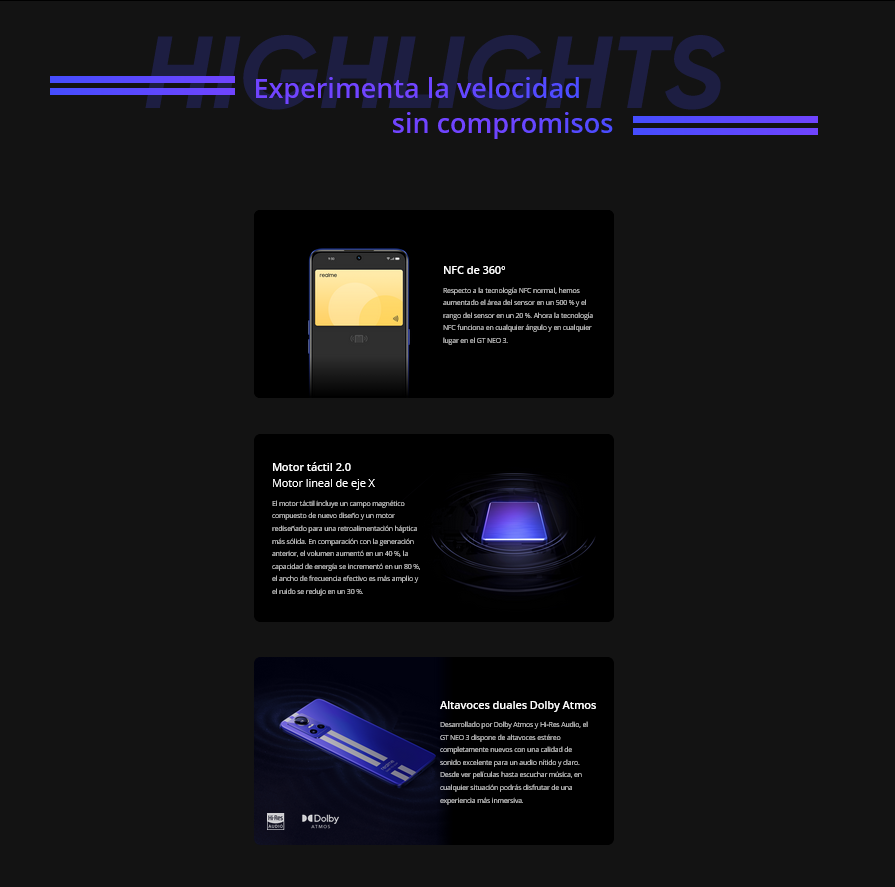 HIGHLIGHTS
Experimenta la velocidad
sin compromisos
realme
NFC de 360º
Respecto a la tecnología NFC normal, hemos
aumentado el área del sensor en un 500 % y el
rango del sensor en un 20 %. Ahora la tecnología
NFC funciona en cualquier ángulo y en cualquier
lugar en el GT NEO 3.
Motor táctil 2.0
Motor lineal de eje X
El motor táctil incluye un campo magnético
compuesto de nuevo diseño y un motor
rediseñado para una retroalimentación háptica
más sólida. En comparación con la generación
anterior, el volumen aumentó en un 40 %, la
capacidad de energía se incrementó en un 80 %,
el ancho de frecuencia efectivo es más amplio y
el ruido se redujo en un 30 %.
Altavoces duales Dolby Atmos
Desarrollado por Dolby Atmos y Hi-Res Audio, el
GT NEO 3 dispone de altavoces estéreo
completamente nuevos con una calidad de
sonido excelente para un audio nítido y claro.
Desde ver películas hasta escuchar música, en
cualquier situación podrás disfrutar de una
experiencia más inmersiva.
Hi-Res
AUDIO
Dolby
ATMOS